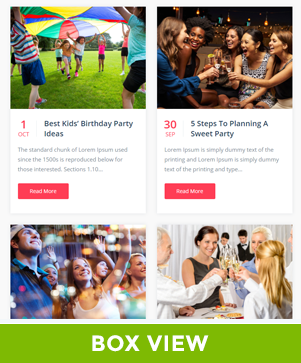 1
OCT
Best Kids' Birthday Party
Ideas
The standard chunk of Lorem Ipsum used
since the 1500s is reproduced below for
those interested. Sections 1.10...
Read More
30
SEP
5 Steps To Planning A
Sweet Party
Lorem Ipsum is simply dummy text of the
printing and Lorem Ipsum is simply dummy
text of the printing and type...
Read More
BOX VIEW